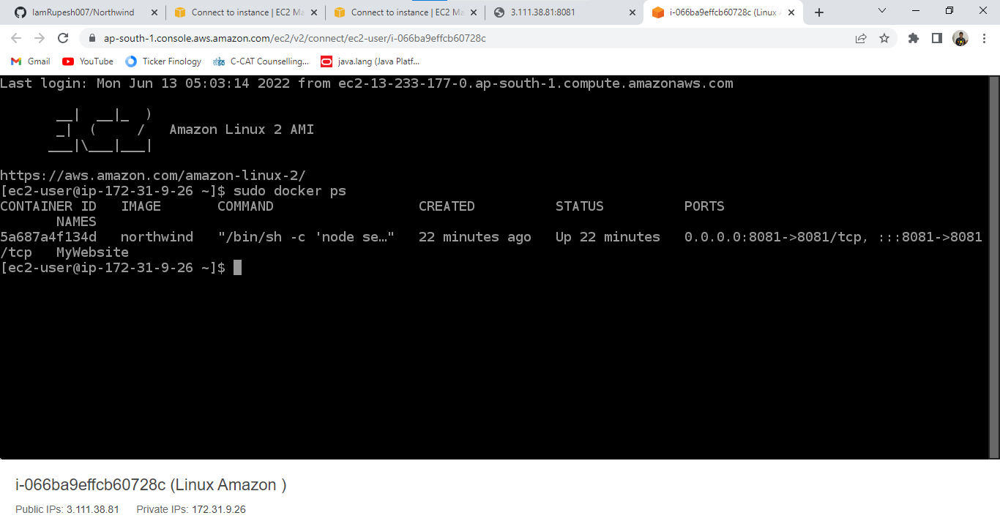 IamRupesh007/Northwind
Connect to instance | EC2 Ma
Connect to instance | EC2 Ma
3.111.38.81:8081
i-066ba9effcb60728c (Linux A
ap-south-1.console.aws.amazon.com/ec2/v2/connect/ec2-user/i-066ba9effcb60728c
Gmail
YouTube
Ticker Finology
C-CAT Counselling...
java.lang (Java Platf...
Last login: Mon Jun 13 05:03:14 2022 from ec2-13-233-177-0.ap-south-1.compute.amazonaws.com
       __|  __|_  )
       _|  (     /   Amazon Linux 2 AMI
      ___|\___|___|
https://aws.amazon.com/amazon-linux-2/
[ec2-user@ip-172-31-9-26 ~]$ sudo docker ps
CONTAINER ID   IMAGE       COMMAND                  CREATED          STATUS          PORTS
       NAMES
5a687a4f134d   northwind   "/bin/sh -c 'node se…"   22 minutes ago   Up 22 minutes   0.0.0.0:8081->8081/tcp, :::8081->8081
/tcp   MyWebsite
[ec2-user@ip-172-31-9-26 ~]$
i-066ba9effcb60728c (Linux Amazon )
Public IPs: 3.111.38.81 Private IPs: 172.31.9.26